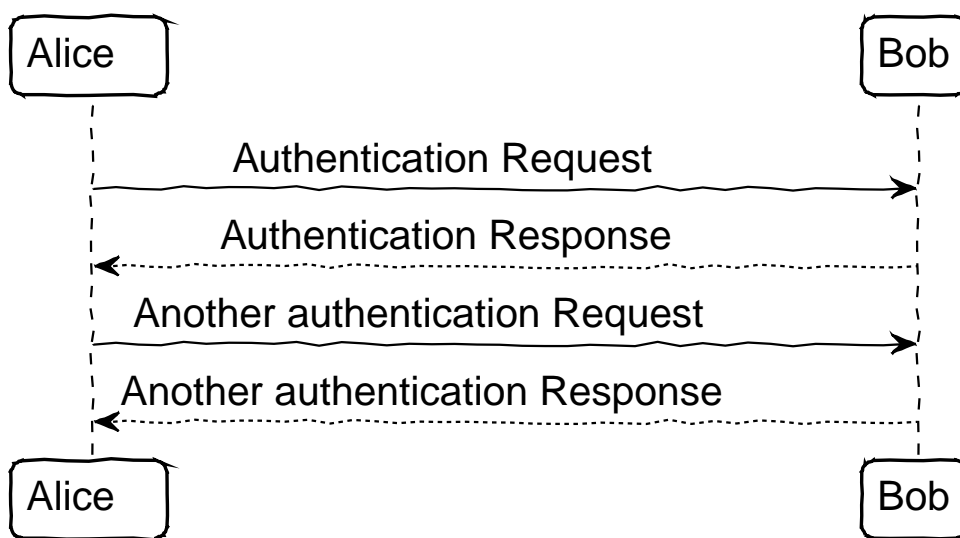 Alice
Bob
Authentication Request
Authentication Response
Another authentication Request
Another authentication Response
Alice
Bob